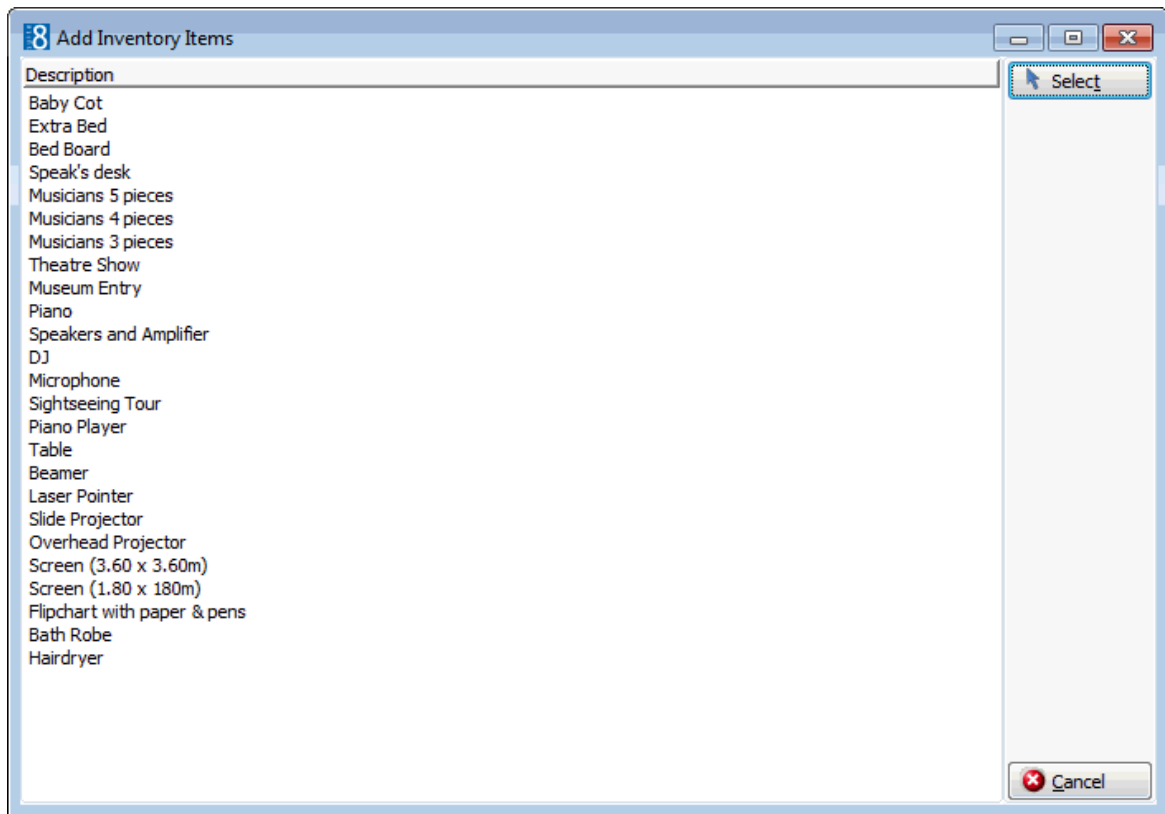 8 Add Inventory Items
Description
Select
Baby Cot
Extra Bed
Bed Board
Speak's desk
Musicians 5 pieces
Musicians 4 pieces
Musicians 3 pieces
Theatre Show
Museum Entry
Piano
Speakers and Amplifier
DJ
Microphone
Sightseeing Tour
Piano Player
Table
Beamer
Laser Pointer
Slide Projector
Overhead Projector
Screen (3.60 x 3.60m)
Screen (1.80 x 180m)
Flipchart with paper & pens
Bath Robe
Hairdryer
Cancel